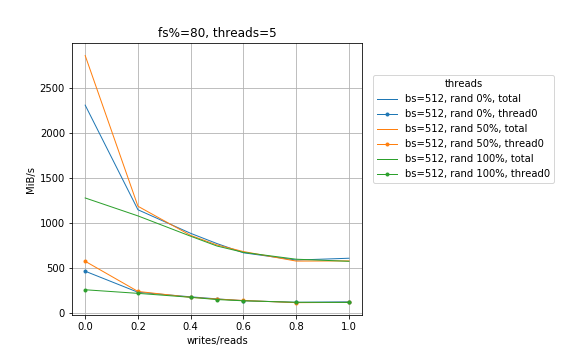 fs%=80, threads=5
MiB/s
2500
2000
1500
1000
500
0
0.0 0.2 0.4 0.6 0.8 1.0
writes/reads
threads
bs=512, rand 0%, total
bs=512, rand 0%, thread0
bs=512, rand 50%, total
bs=512, rand 50%, thread0
bs=512, rand 100%, total
bs=512, rand 100%, thread0